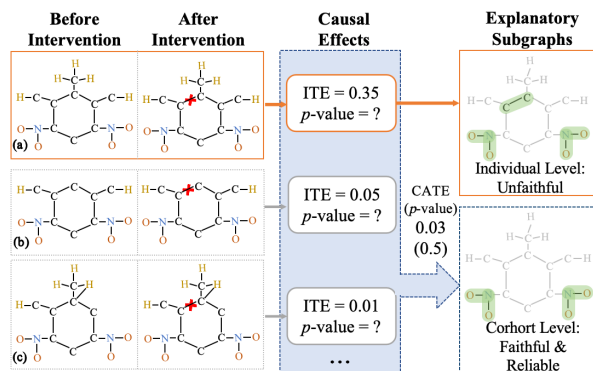 Before
Intervention
After
Intervention
Causal
Effects
Explanatory
Subgraphs
H
H C H
C
H C C C C H
C C
O N C N O
O O
(a)
H
H C H
C
H C C C C H
C C
O N C N O
O O
ITE = 0.35
p-value = ?
H
H C H
C
H C C C C H
C C
O N C N O
O O
Individual Level:
Unfaithful
H C C C C H
C C
O N C N O
O O
(b)
H C C C C H
C C
O N C N O
O O
ITE = 0.05
p-value = ?
CATE
(p-value)
0.03
(0.5)
H
H C H
C
H C C C
C C
O N C N O
O O
(c)
H
H C H
C
H C C C
C C
O N C N O
O O
ITE = 0.01
p-value = ?
...
H
H C H
C
H C C C C H
C C
O N C N O
O O
Corhort Level:
Faithful &
Reliable